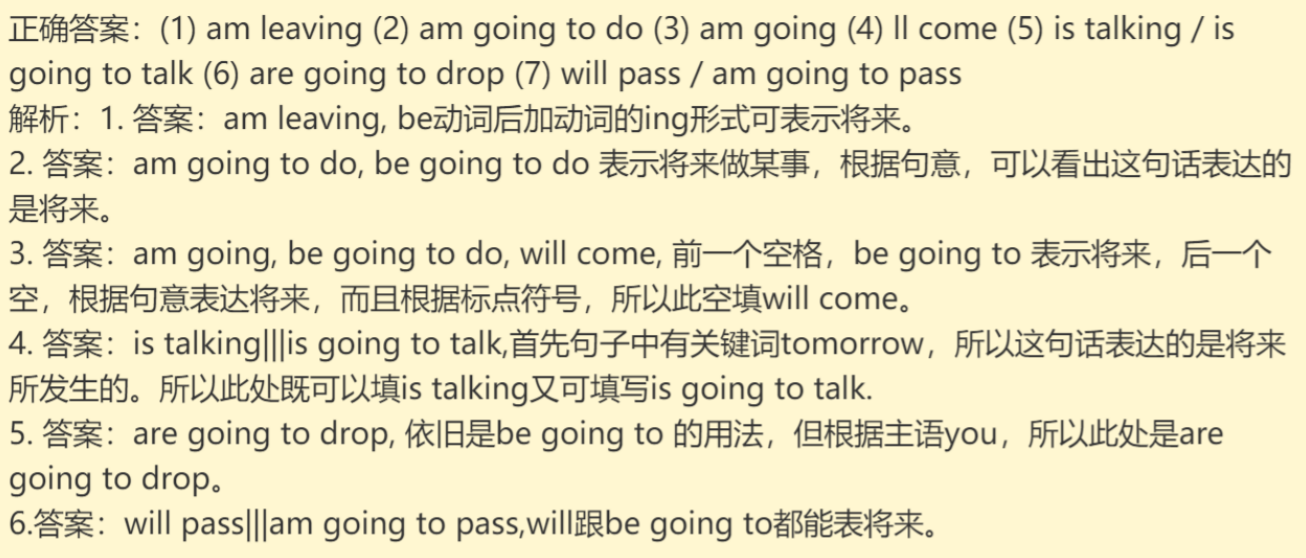 正确答案：(1) am leaving (2) am going to do (3) am going (4) ll come (5) is talking / is
going to talk (6) are going to drop (7) will pass / am going to pass
解析：1. 答案：am leaving, be动词后加动词的ing形式可表示将来。
2. 答案：am going to do, be going to do 表示将来做某事，根据句意，可以看出这句话表达的
是将来。
3. 答案：am going, be going to do, will come, 前一个空格，be going to 表示将来，后一个
空，根据句意表达将来，而且根据标点符号，所以此空填will come。
4. 答案：is talking|||is going to talk,首先句子中有关键词tomorrow，所以这句话表达的是将来
所发生的。所以此处既可以填is talking又可填写is going to talk.
5. 答案：are going to drop, 依旧是be going to 的用法，但根据主语you，所以此处是are
going to drop。
6.答案：will pass|||am going to pass,will跟be going to都能表将来。